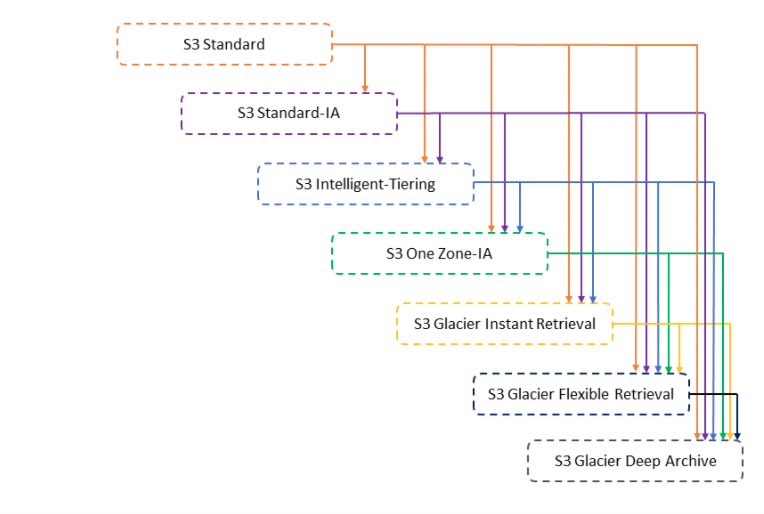 S3 Standard
S3 Standard-IA
S3 Intelligent-Tiering
S3 One Zone-IA
S3 Glacier Instant Retrieval
S3 Glacier Flexible Retrieval
S3 Glacier Deep Archive